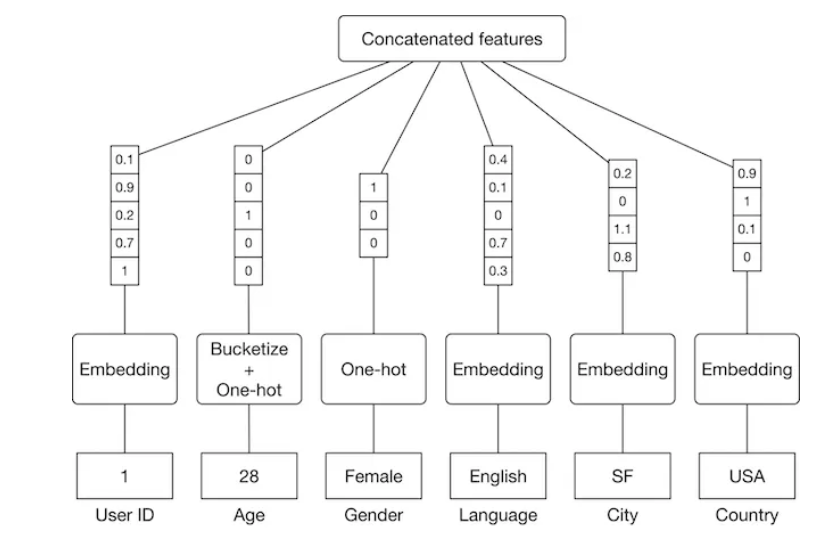 Concatenated features
0.1
0.9
0.2
0.7
1
0
0
1
0
0
1
0
0
0.4
0.1
0
0.7
0.3
0.2
0
1.1
0.8
0.9
1
0.1
0
Embedding
Bucketize
+
One-hot
One-hot
Embedding
Embedding
Embedding
1
28
Female
English
SF
USA
User ID
Age
Gender
Language
City
Country